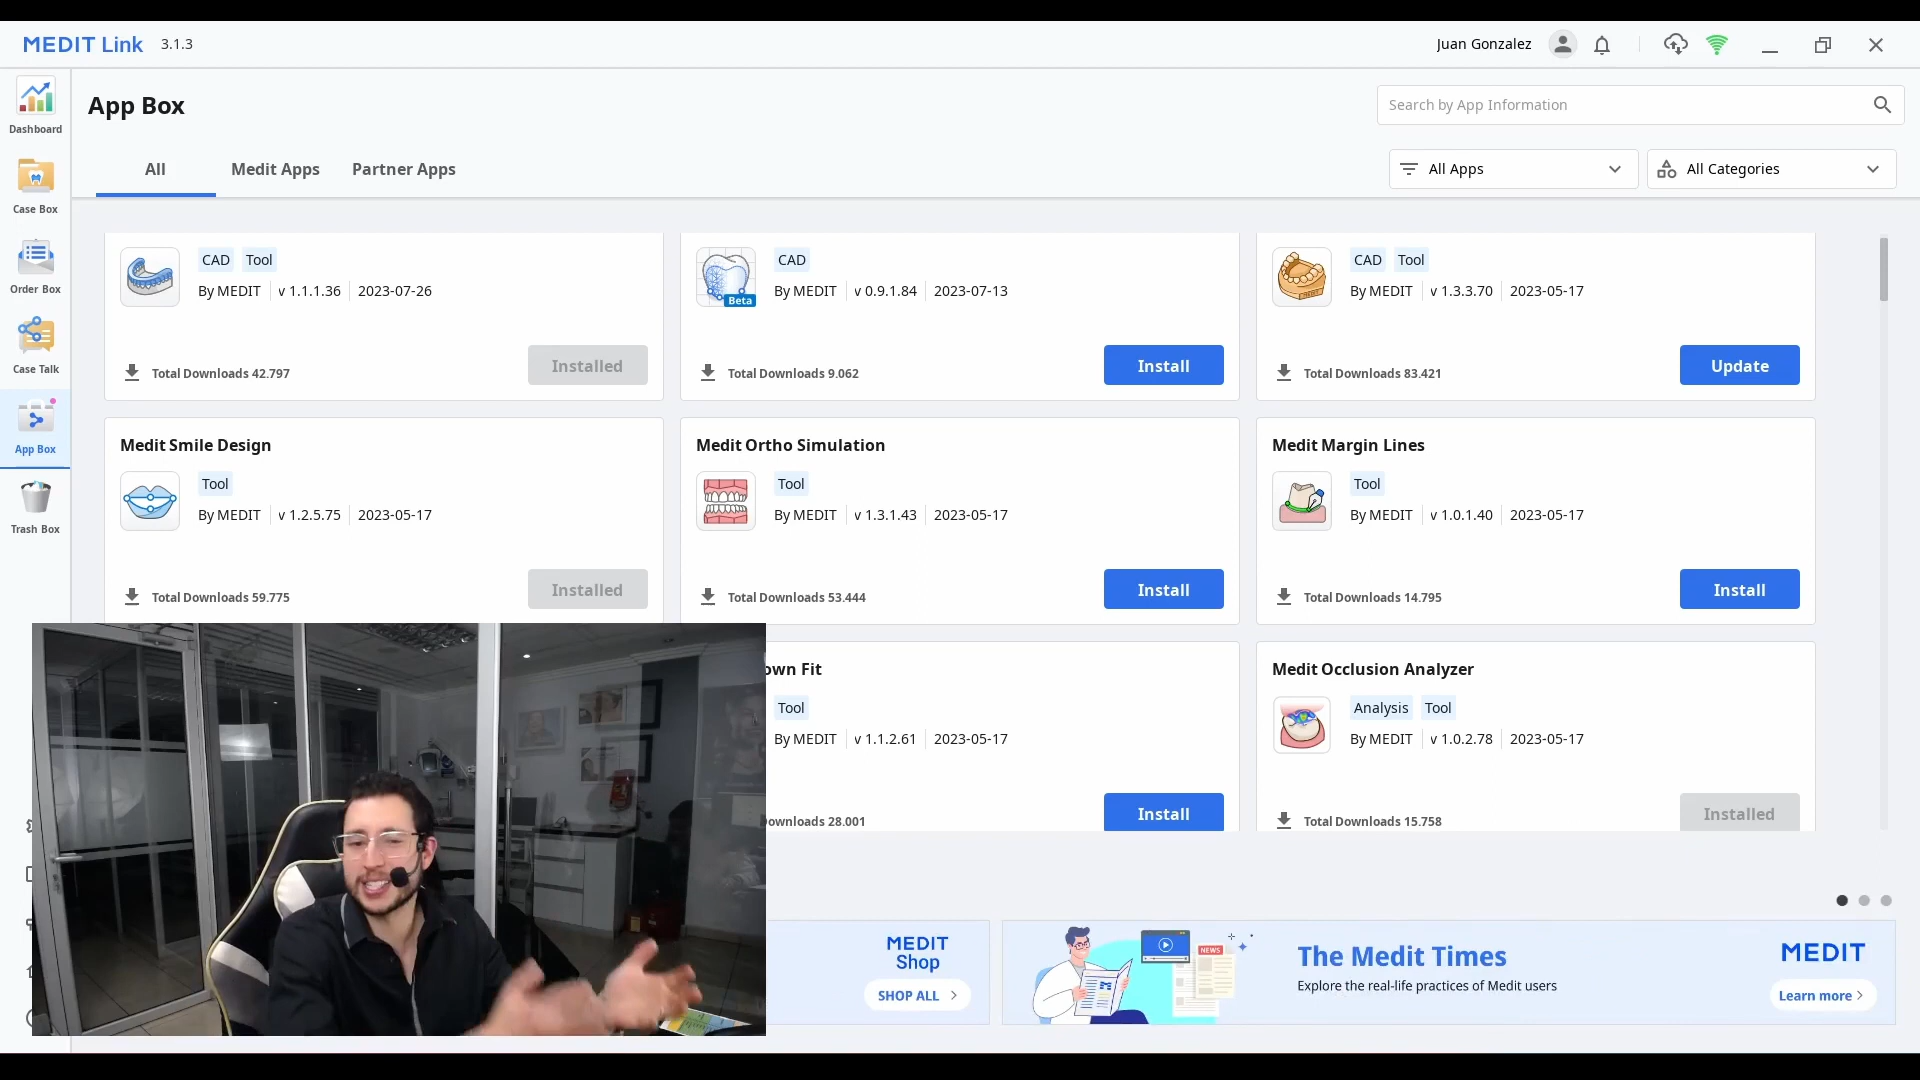 MEDIT Link 3.1.3
Juan Gonzalez
Dashboard
Case Box
Order Box
Case Talk
App Box
Trash Box
App Box
Search by App Information
All
Medit Apps
Partner Apps
All Apps
All Categories
CAD Tool
By MEDIT v 1.1.1.36 2023-07-26
Total Downloads 42.797
Installed
Beta
CAD
By MEDIT v 0.9.1.84 2023-07-13
Total Downloads 9.062
Install
CAD Tool
By MEDIT v 1.3.3.70 2023-05-17
Total Downloads 83.421
Update
Medit Smile Design
Tool
By MEDIT v 1.2.5.75 2023-05-17
Total Downloads 59.775
Installed
Medit Ortho Simulation
Tool
By MEDIT v 1.3.1.43 2023-05-17
Total Downloads 53.444
Install
Medit Margin Lines
Tool
By MEDIT v 1.0.1.40 2023-05-17
Total Downloads 14.795
Install
own Fit
Tool
By MEDIT v 1.1.2.61 2023-05-17
ownloads 28.001
Install
Medit Occlusion Analyzer
Analysis Tool
By MEDIT v 1.0.2.78 2023-05-17
Total Downloads 15.758
Installed
MEDIT
Shop
SHOP ALL
NEWS
The Medit Times
Explore the real-life practices of Medit users
MEDIT
Learn more